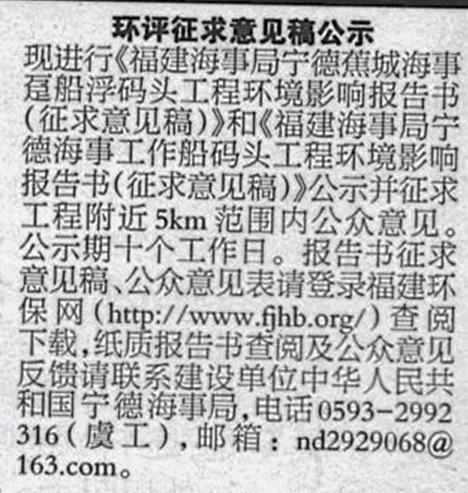 环评征求意见稿公示
现进行《福建海事局宁德蕉城海事
趸船浮码头工程环境影响报告书
(征求意见稿)》和《福建海事局宁
德海事工作船码头工程环境影响
报告书(征求意见稿)》公示并征求
工程附近5km范围内公众意见。
公示期十个工作日。报告书征求
意见稿、公众意见表请登录福建环
保网(http://www.fjhb.org/)查阅
下载,纸质报告书查阅及公众意见
反馈请联系建设单位中华人民共
和国宁德海事局,电话0593-2992
316(虞工),邮箱:nd2929068@
163.com。